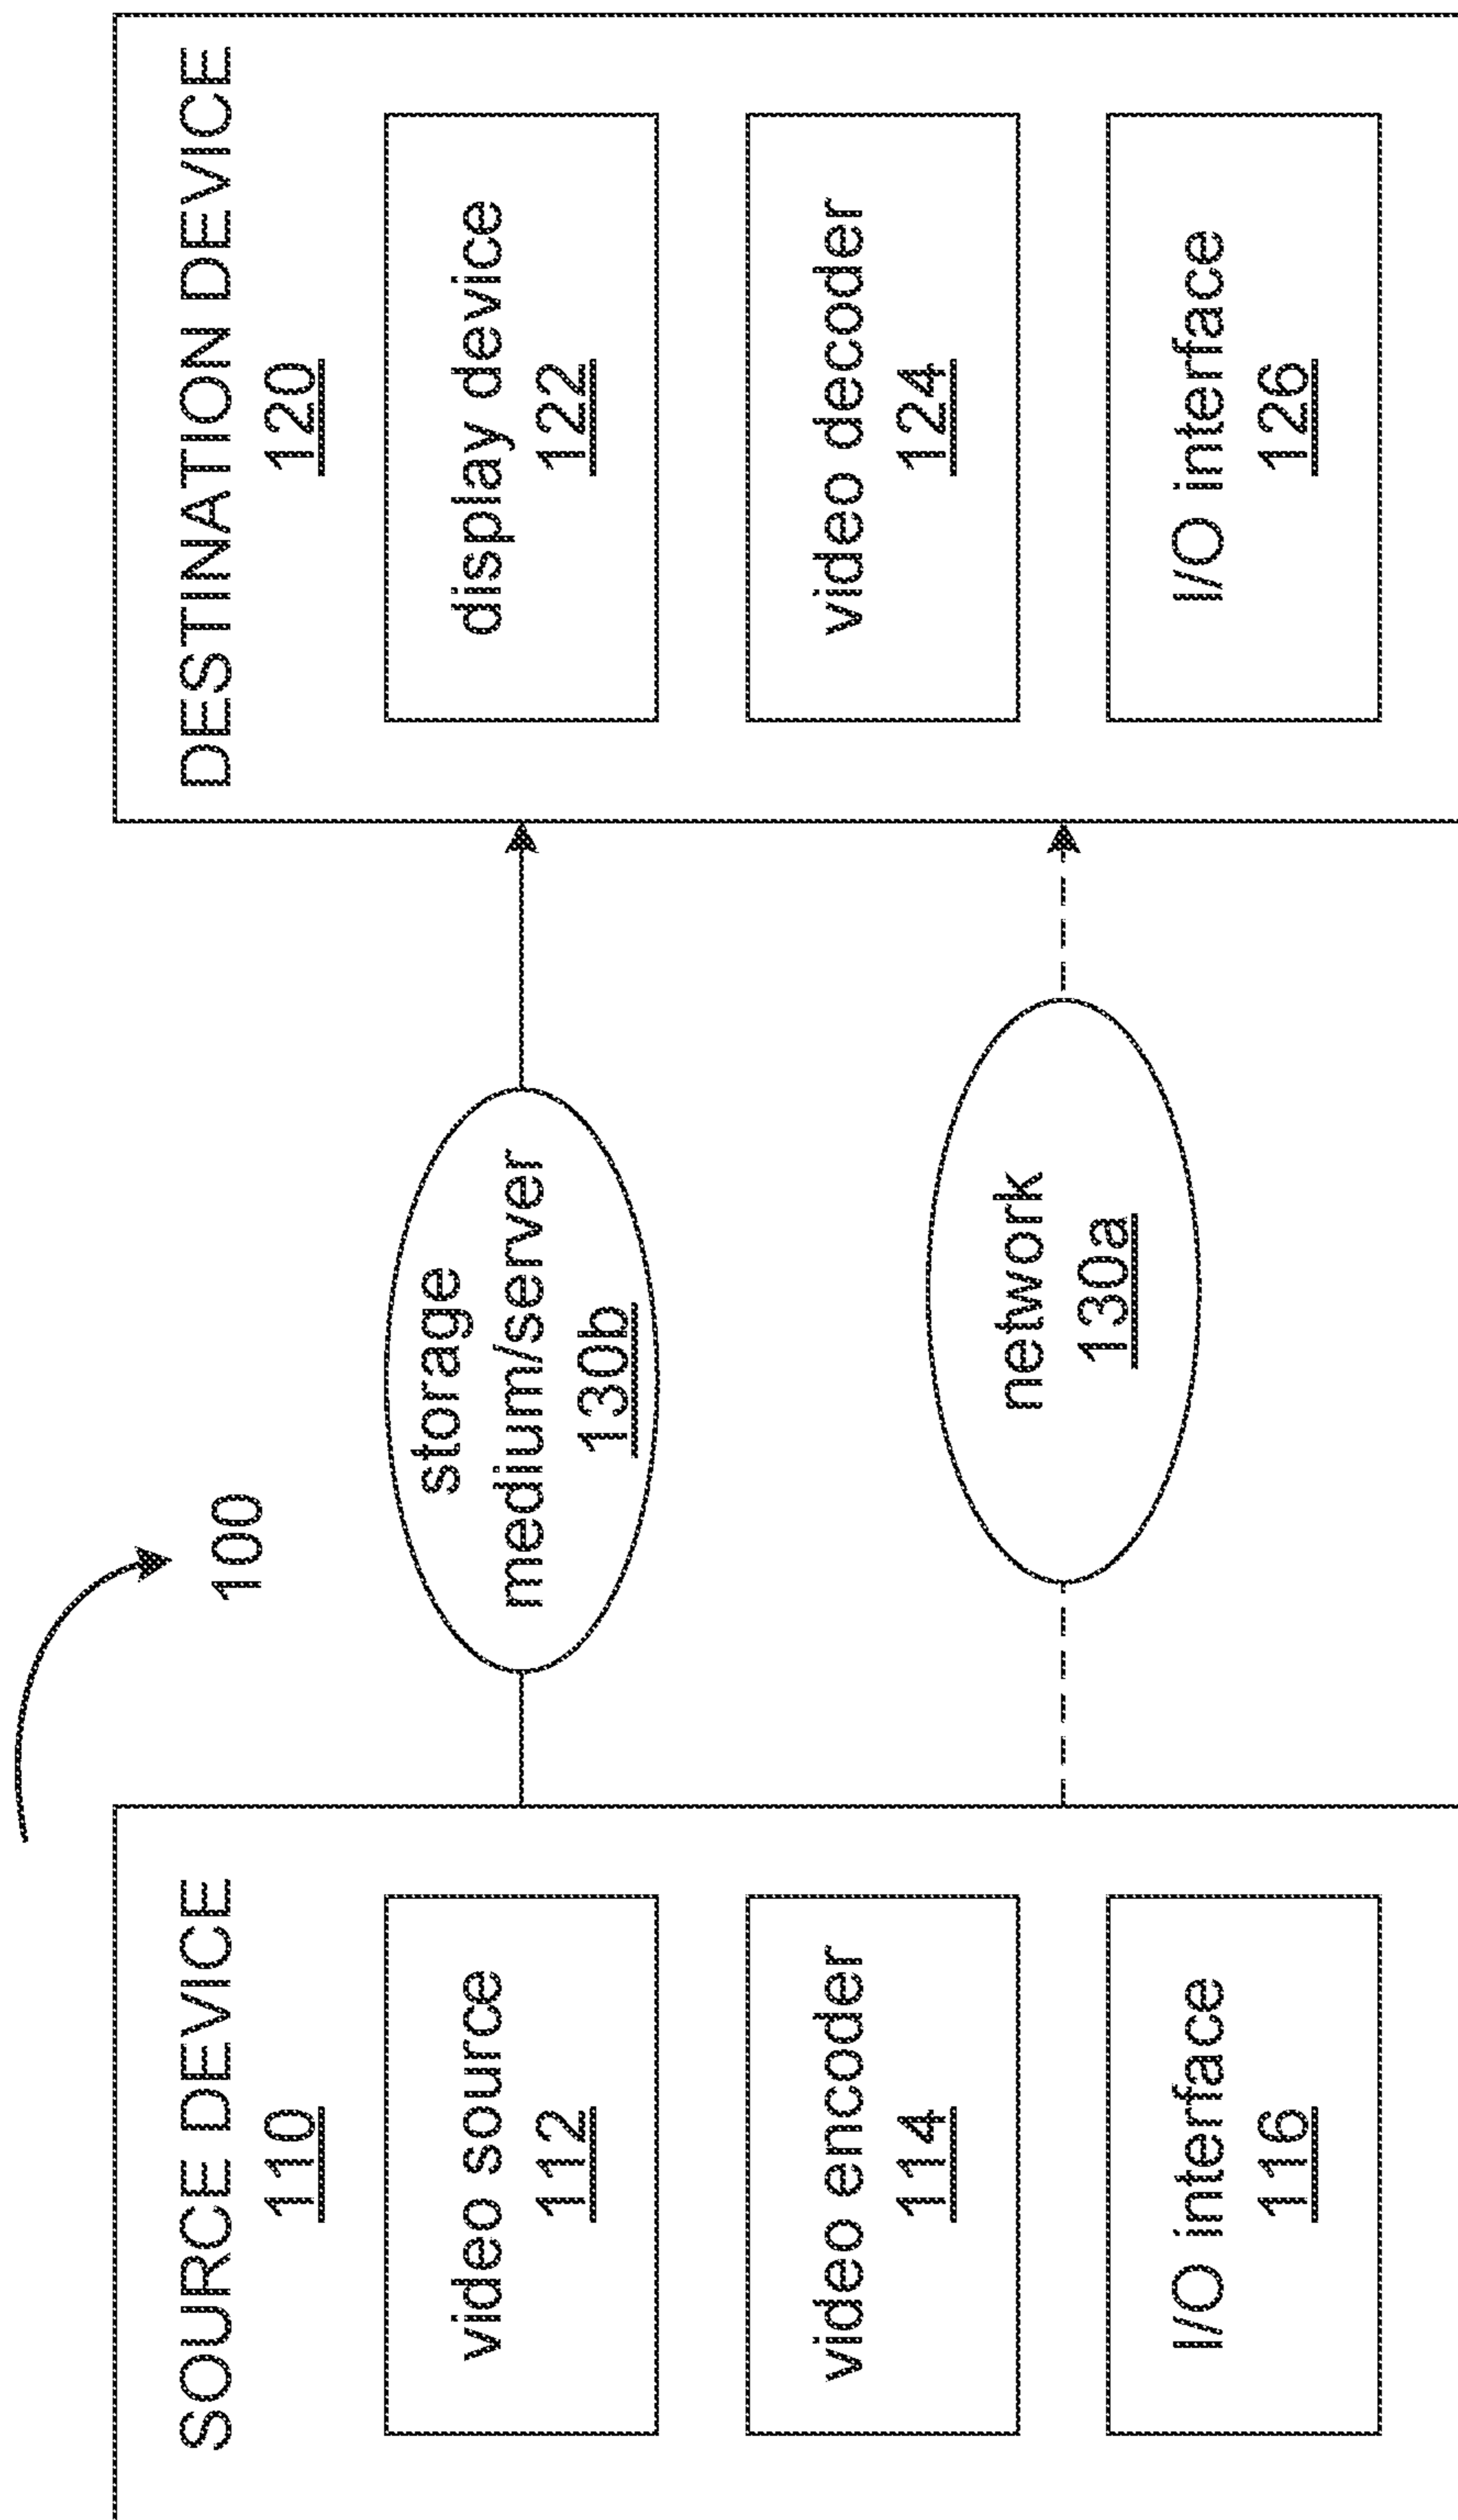 100
SOURCE DEVICE
110
video source
112
video encoder
114
I/O interface
116
storage
medium/server
130b
network
130a
DESTINATION DEVICE
120
display device
122
video decoder
124
I/O interface
126